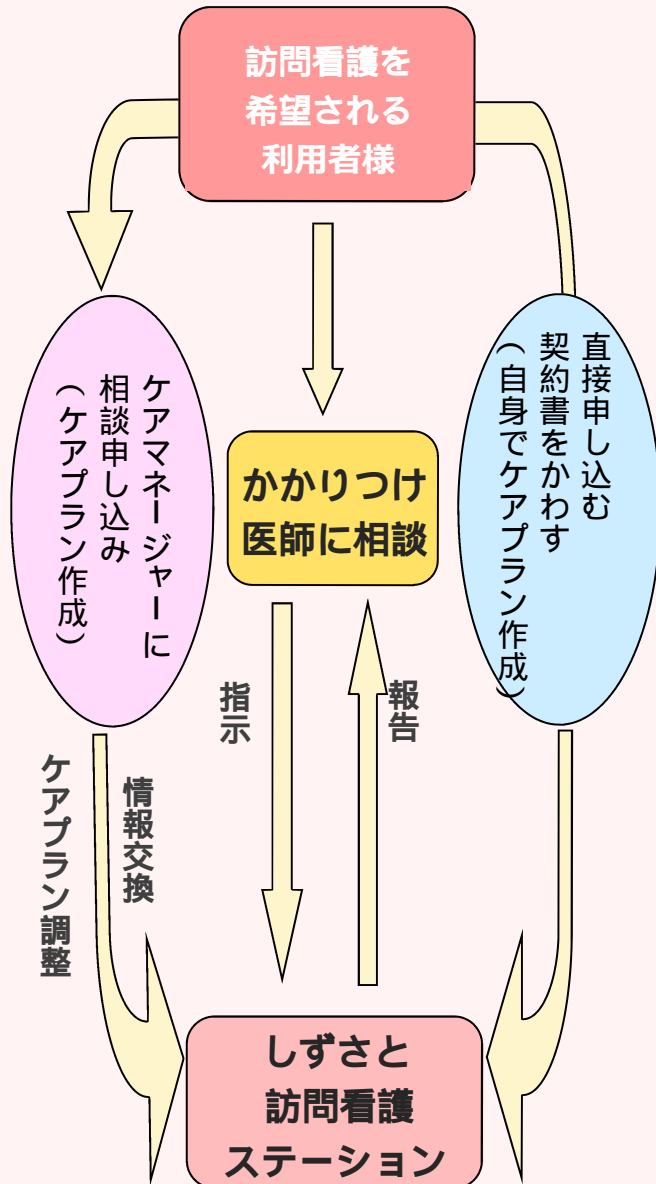 訪問看護を
希望される
利用者様
ケアマネージャーに
相談申し込み
（ケアプラン作成）
かかりつけ
医師に相談
直接申し込む
契約書をかわす
（自身でケアプラン作成）
指示
報告
情報交換
ケアプラン調整
しずさと
訪問看護
ステーション